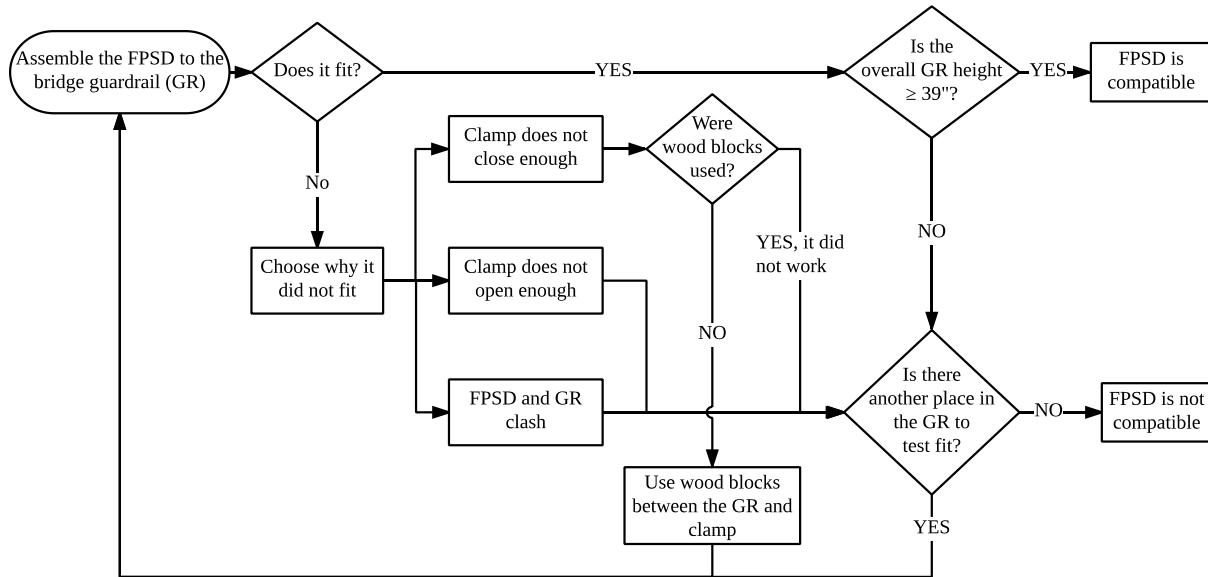 Assemble the FPSD to the
bridge guardrail (GR)
Does it fit?
YES
Is the
overall GR height
≥ 39"?
YES
FPSD is
compatible
No
Clamp does not
close enough
Were
wood blocks
used?
YES, it did
not work
NO
Choose why it
did not fit
Clamp does not
open enough
NO
FPSD and GR
clash
Is there
another place in
the GR to
test fit?
NO
FPSD is not
compatible
Use wood blocks
between the GR and
clamp
YES